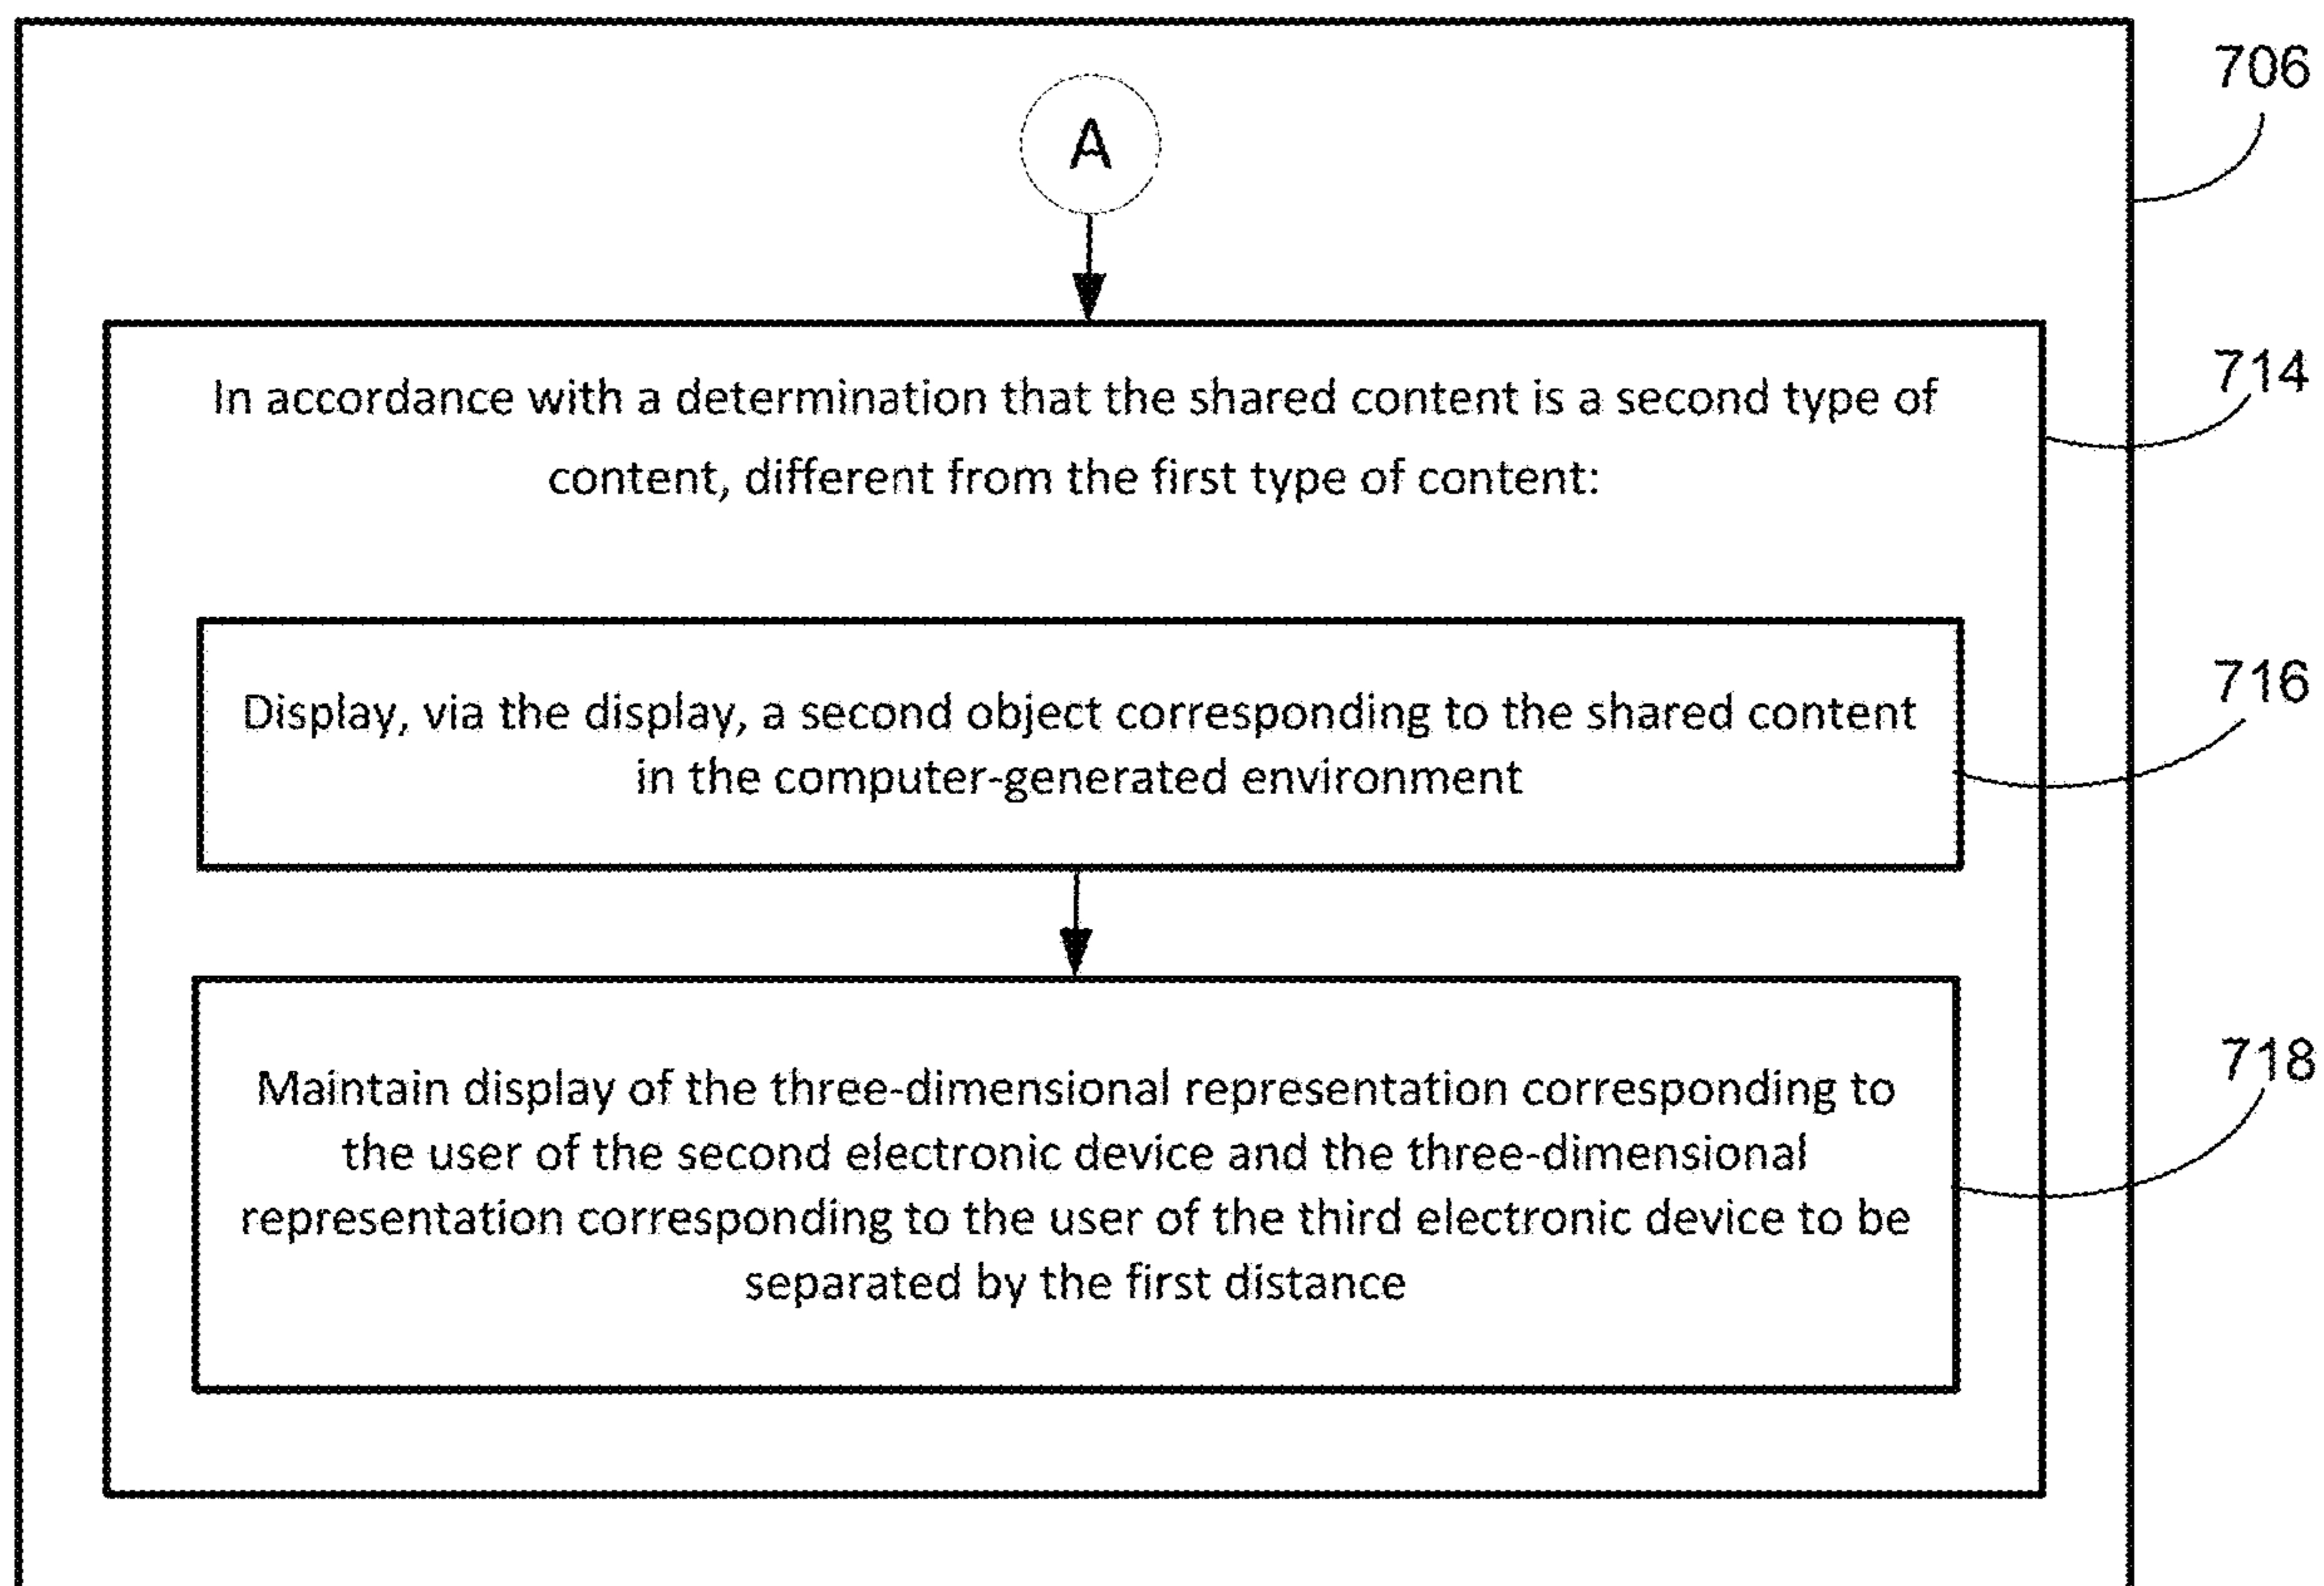 706
A
714
In accordance with a determination that the shared content is a second type of
content, different from the first type of content:
716
Display, via the display, a second object corresponding to the shared content
in the computer-generated environment
718
Maintain display of the three-dimensional representation corresponding to
the user of the second electronic device and the three-dimensional
representation corresponding to the user of the third electronic device to be
separated by the first distance